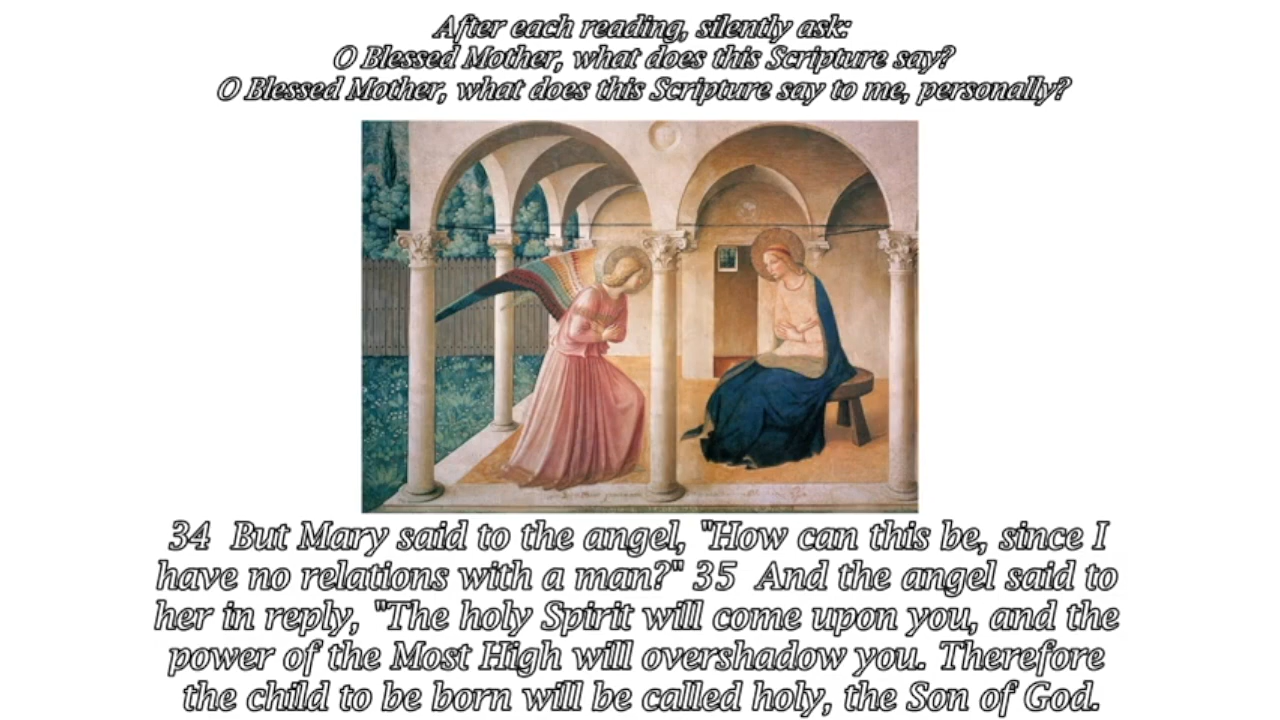 After each reading, silently ask:
O Blessed Mother, what does this Scripture say?
O Blessed Mother, what does this Scripture say to me, personally?
34 But Mary said to the angel, "How can this be, since I
have no relations with a man?" 35 And the angel said to
her in reply, "The holy Spirit will come upon you, and the
power of the Most High will overshadow you. Therefore
the child to be born will be called holy, the Son of God.